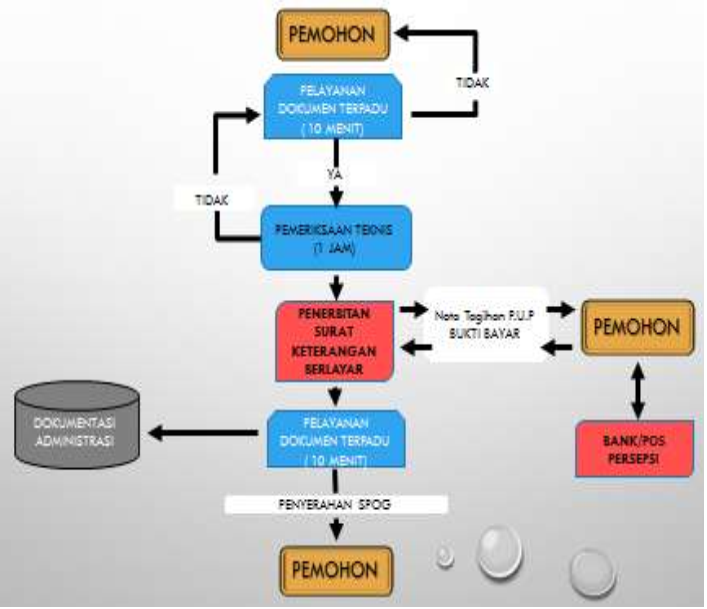 PEMOHON
TIDAK
PELAYANAN
DOKUMEN TERPADU
( 10 MENIT)
YA
TIDAK
PEMERIKSAAN TEKNIS
(1 JAM)
PENERBITAN
SURAT
KETERANGAN
BERLAYAR
Nota Tagihan P.U.P
BUKTI BAYAR
PEMOHON
DOKUMENTASI
ADMINISTRASI
PELAYANAN
DOKUMEN TERPADU
( 10 MENIT)
BANK/POS
PERSEPSI
PENYERAHAN SPOG
PEMOHON